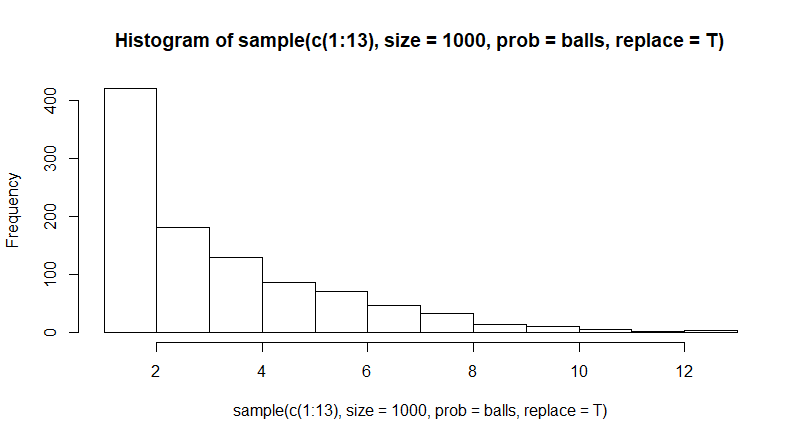 Histogram of sample(c(1:13), size = 1000, prob = balls, replace = T)
Frequency
400
300
200
100
0
2 4 6 8 10 12
sample(c(1:13), size = 1000, prob = balls, replace = T)